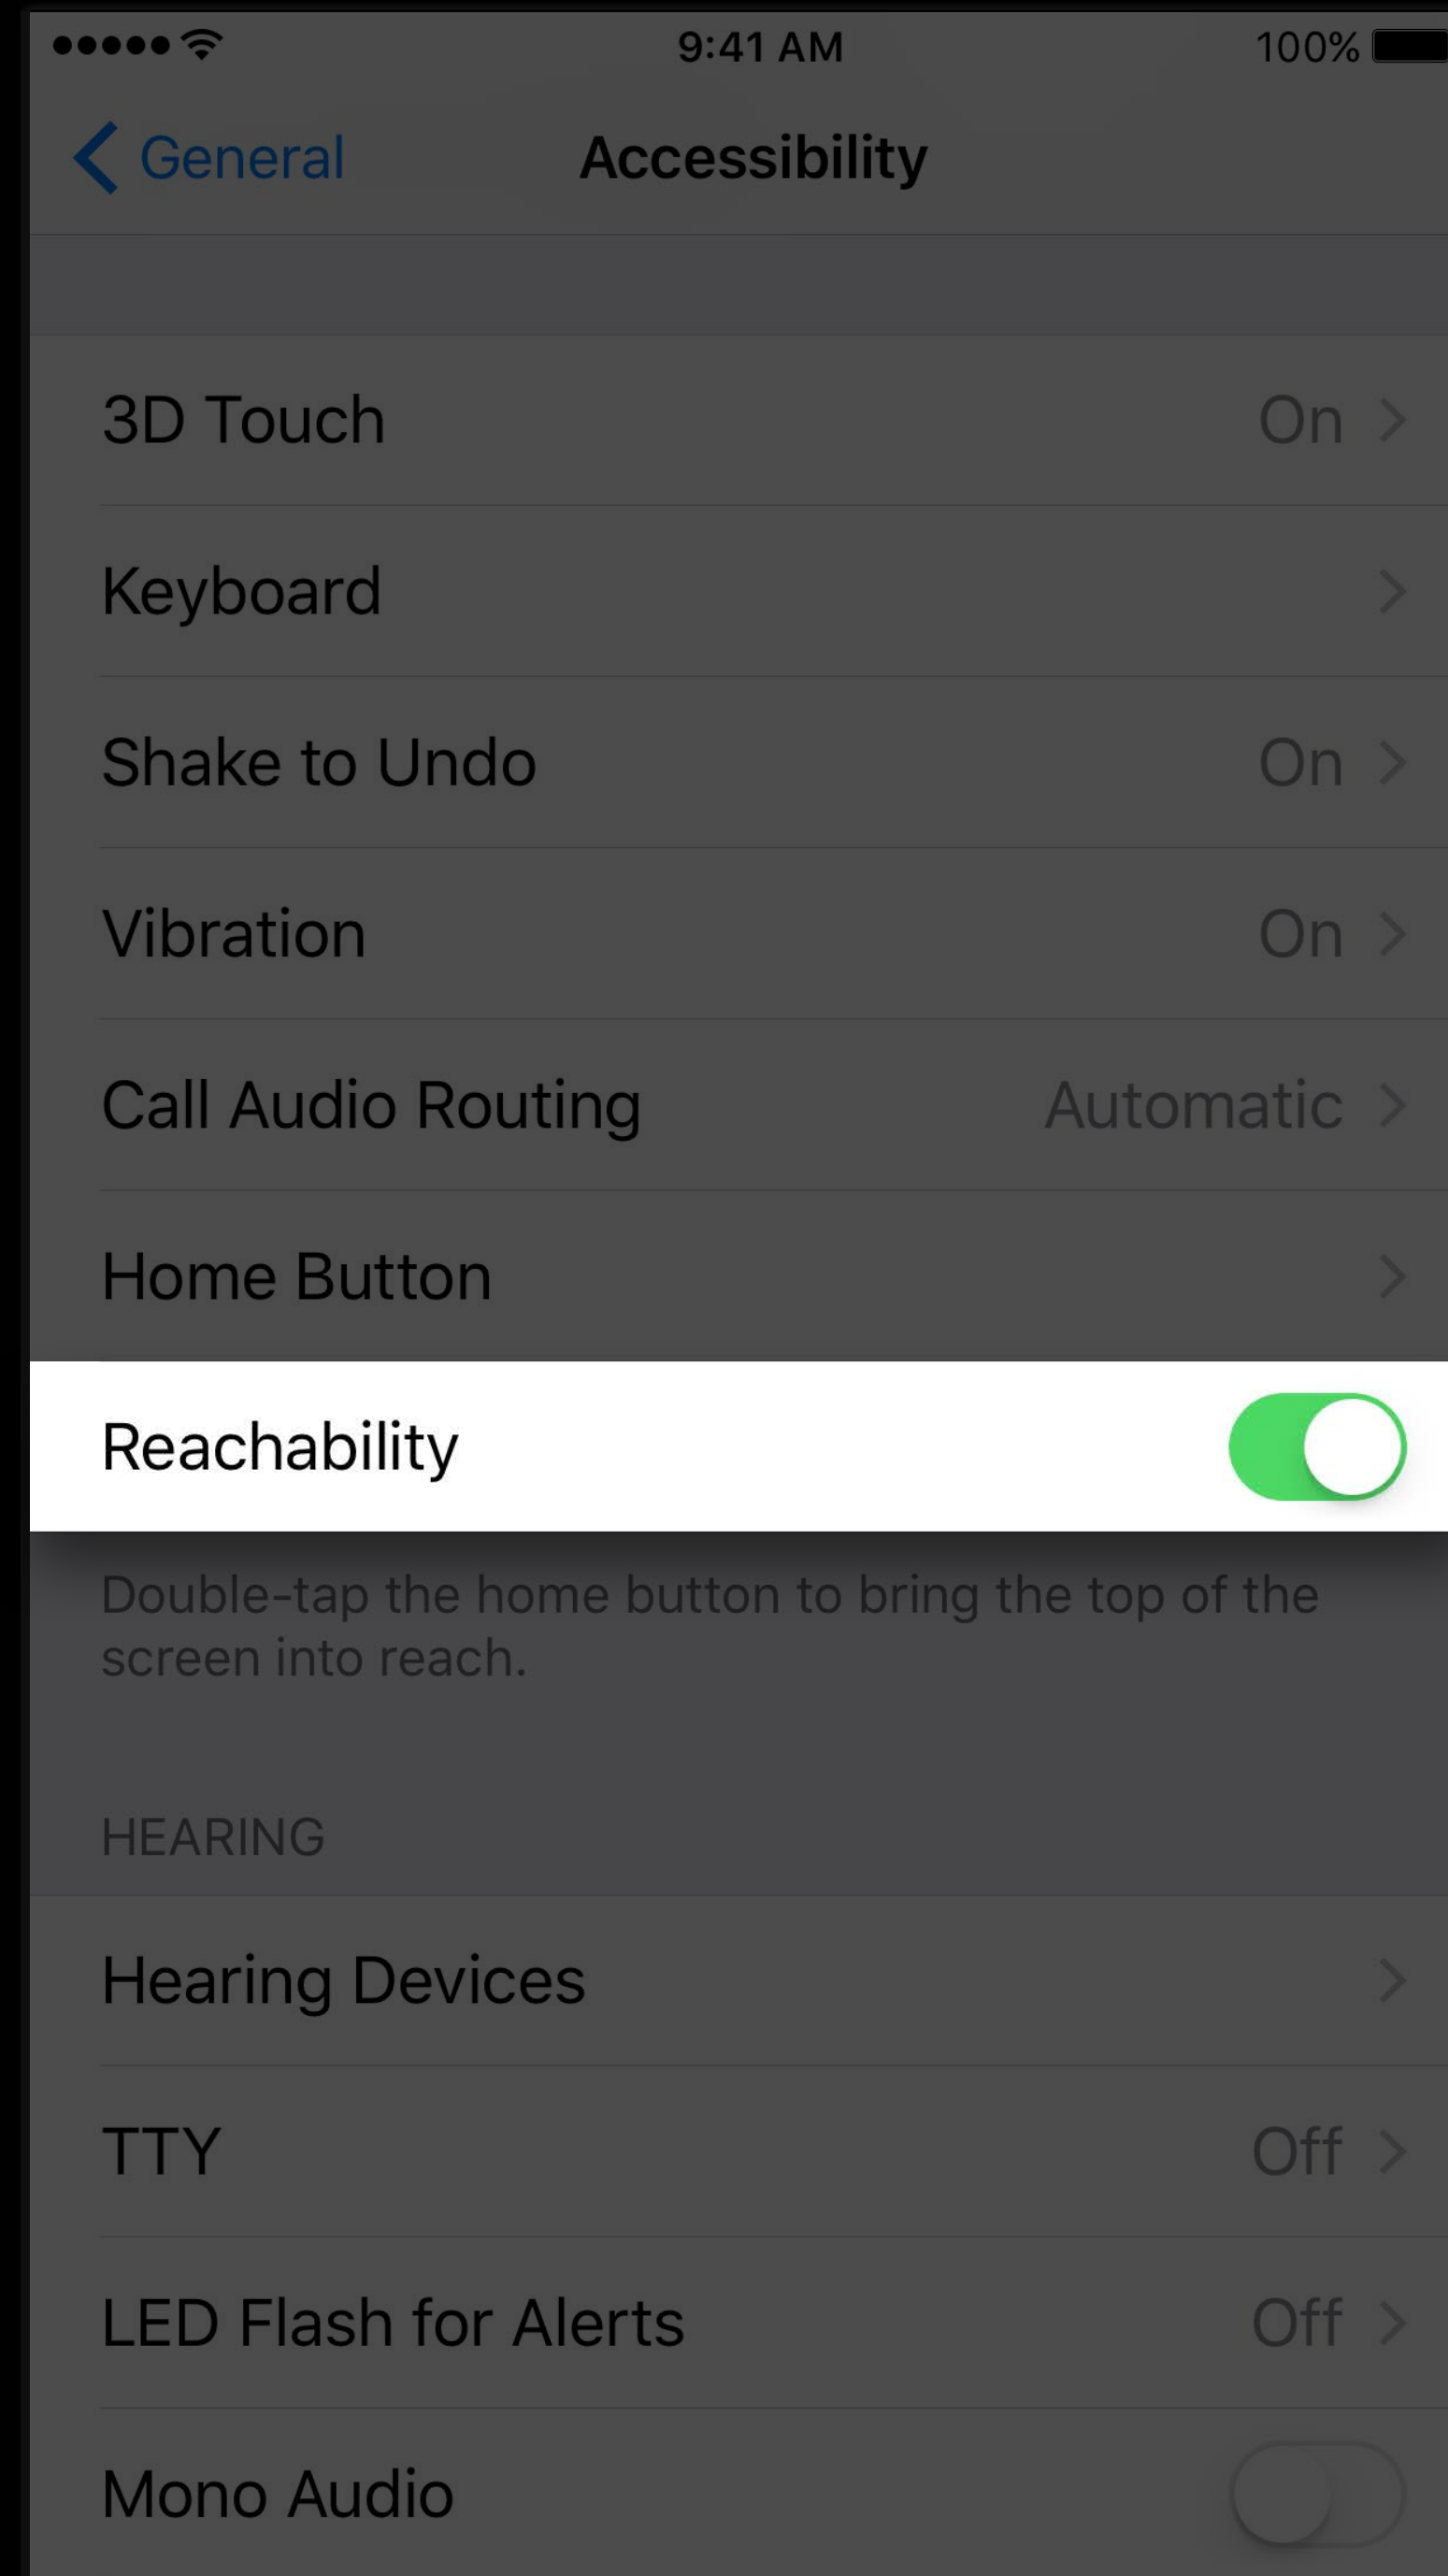 9:41 AM 100%
General Accessibility
3D Touch On
Keyboard
Shake to Undo On
Vibration On
Call Audio Routing Automatic
Home Button
Reachability
Double-tap the home button to bring the top of the
screen into reach.
HEARING
Hearing Devices
TTY Off
LED Flash for Alerts Off
Mono Audio